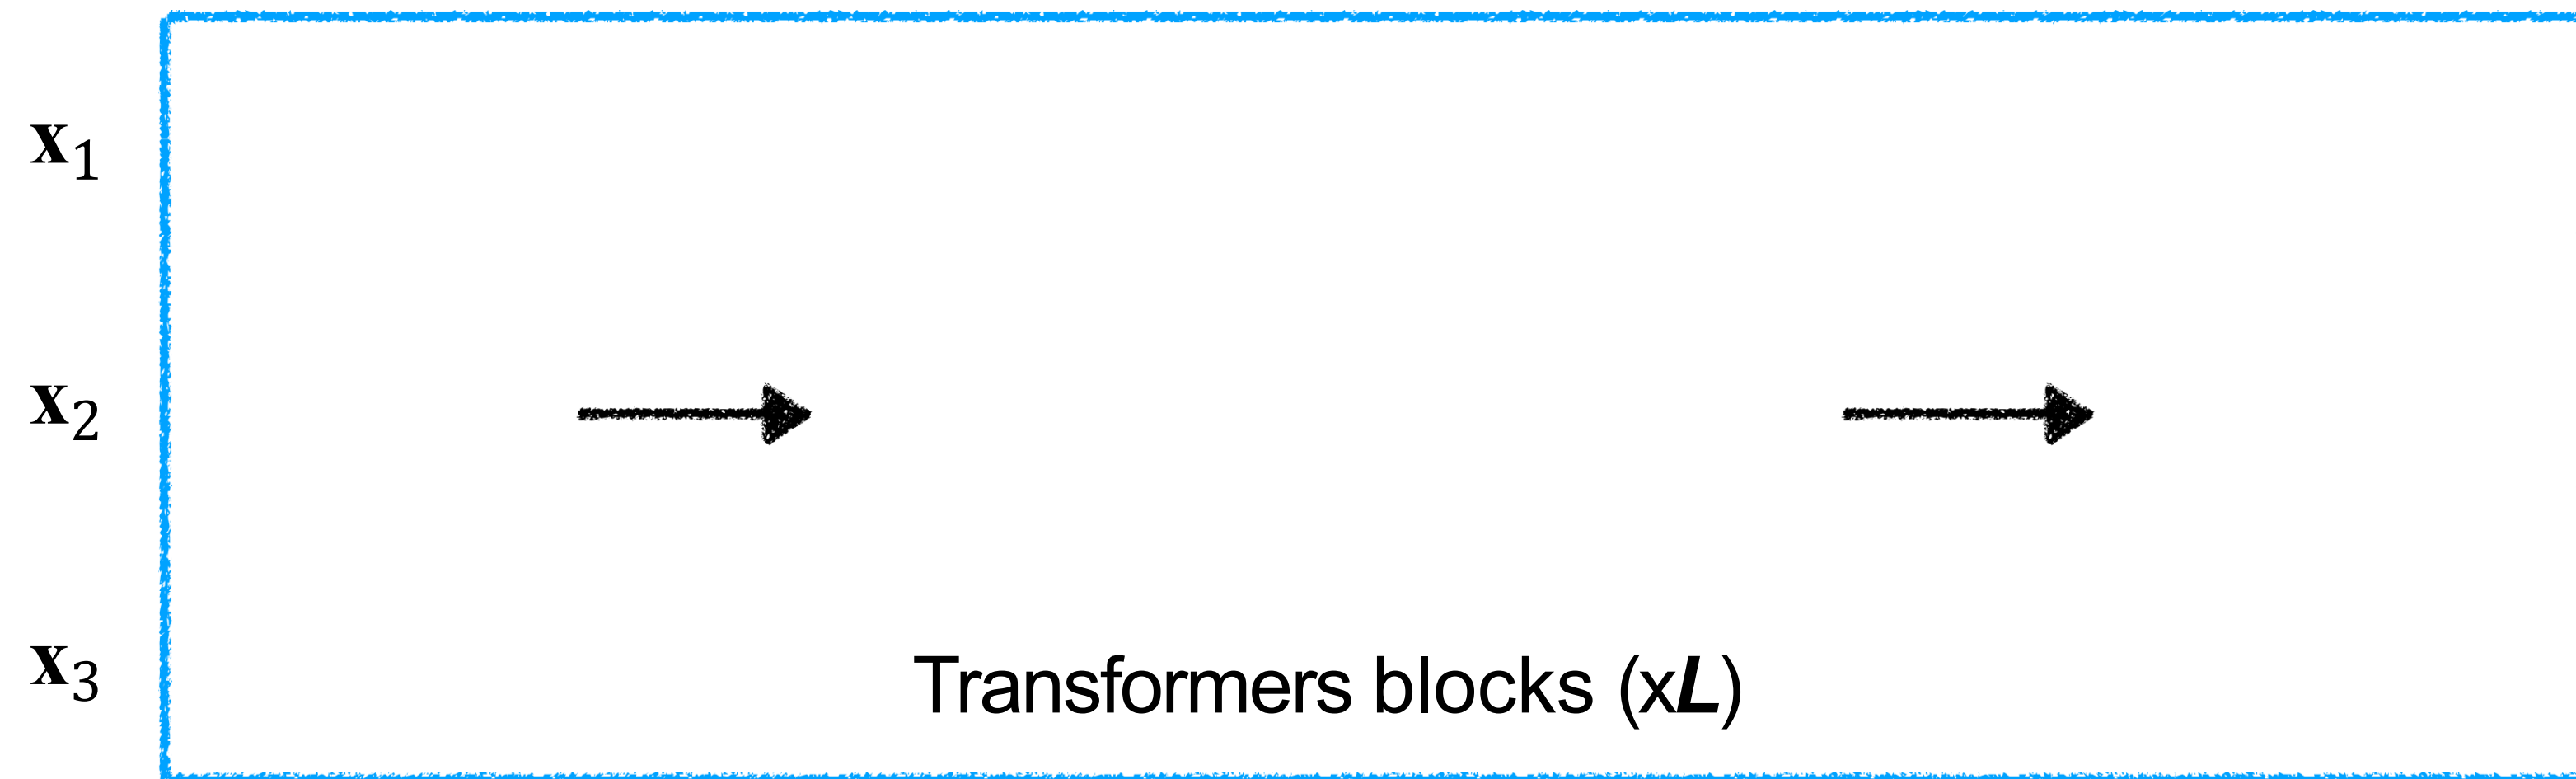 x₁
x₂
x₃
Transformers blocks (xL)